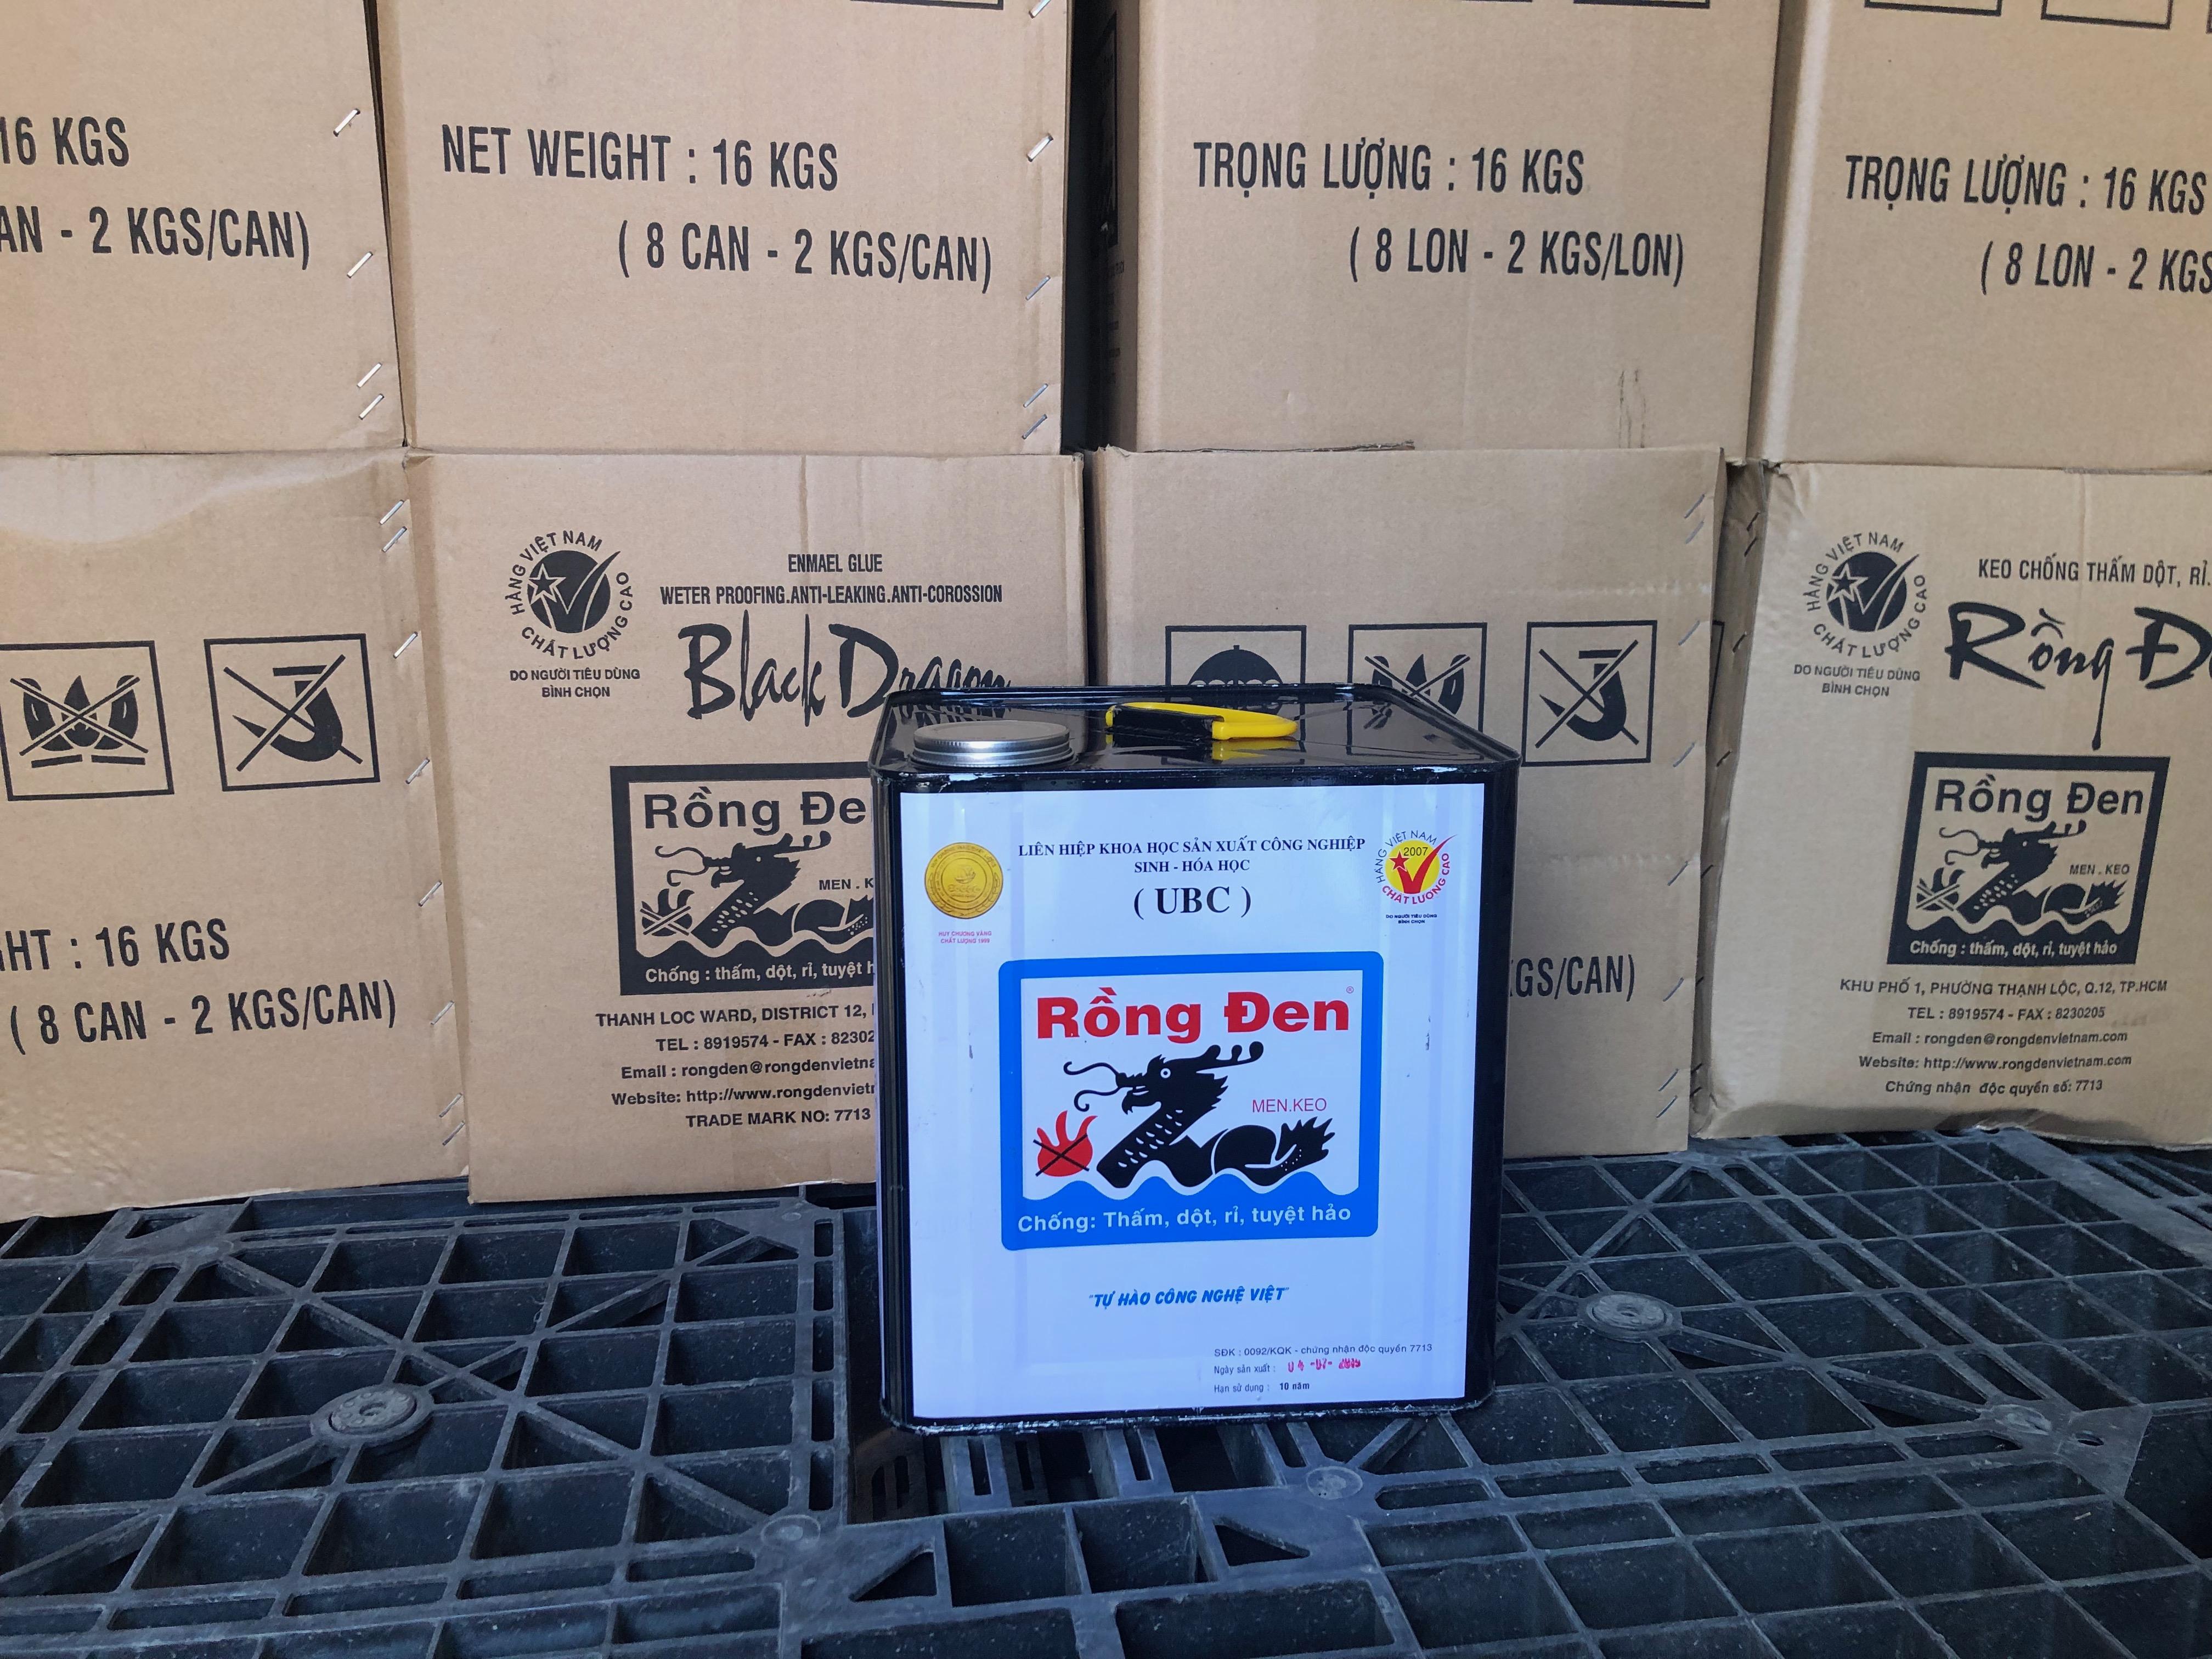 16 KGS
AN - 2 KGS/CAN)
NET WEIGHT : 16 KGS
( 8 CAN - 2 KGS/CAN)
TRỌNG LƯỢNG : 16 KGS
( 8 LON - 2 KGS/LON)
TRỌNG LƯỢNG : 16 KGS
( 8 LON - 2 KGS
HT : 16 KGS
( 8 CAN - 2 KGS/CAN)
HÀNG VIỆT NAM
CHẤT LƯỢNG CAO
DO NGƯỜI TIÊU DÙNG
BÌNH CHỌN
ENMAEL GLUE
WETER PROOFING.ANTI-LEAKING.ANTI-COROSSION
Black Dragon
Rồng Đe
MEN . K
Chống : thấm, dột, rỉ, tuyệt h
THANH LOC WARD, DISTRICT 12,
TEL : 8919574 - FAX : 82302
Email : rongden@rongdenvietna
Website: http://www.rongdenviet
TRADE MARK NO: 7713
GS/CAN)
HÀNG VIỆT NAM
CHẤT LƯỢNG CAO
DO NGƯỜI TIÊU DÙNG
BÌNH CHỌN
KEO CHỐNG THẤM DỘT, RỈ.
Rồng Đ
Rồng Đen
MEN . KEO
Chống : thấm, dột, rỉ, tuyệt hảo
KHU PHỐ 1, PHƯỜNG THẠNH LỘC, Q.12, TP.HCM
TEL : 8919574 - FAX : 8230205
Email : rongden@rongdenvietnam.com
Website: http://www.rongdenvietnam.com
Chứng nhận độc quyền số: 7713
LIÊN HIỆP KHOA HỌC SẢN XUẤT CÔNG NGHIỆP
SINH - HÓA HỌC
( UBC )
HUY CHƯƠNG VÀNG
CHẤT LƯỢNG 1999
HÀNG VIỆT NAM
2007
CHẤT LƯỢNG CAO
DO NGƯỜI TIÊU DÙNG
BÌNH CHỌN
Rồng Đen ®
MEN.KEO
Chống: Thấm, dột, rỉ, tuyệt hảo
"TỰ HÀO CÔNG NGHỆ VIỆT"
SĐK : 0092/KQK - chứng nhận độc quyền 7713
Ngày sản xuất :
Hạn sử dụng : 10 năm